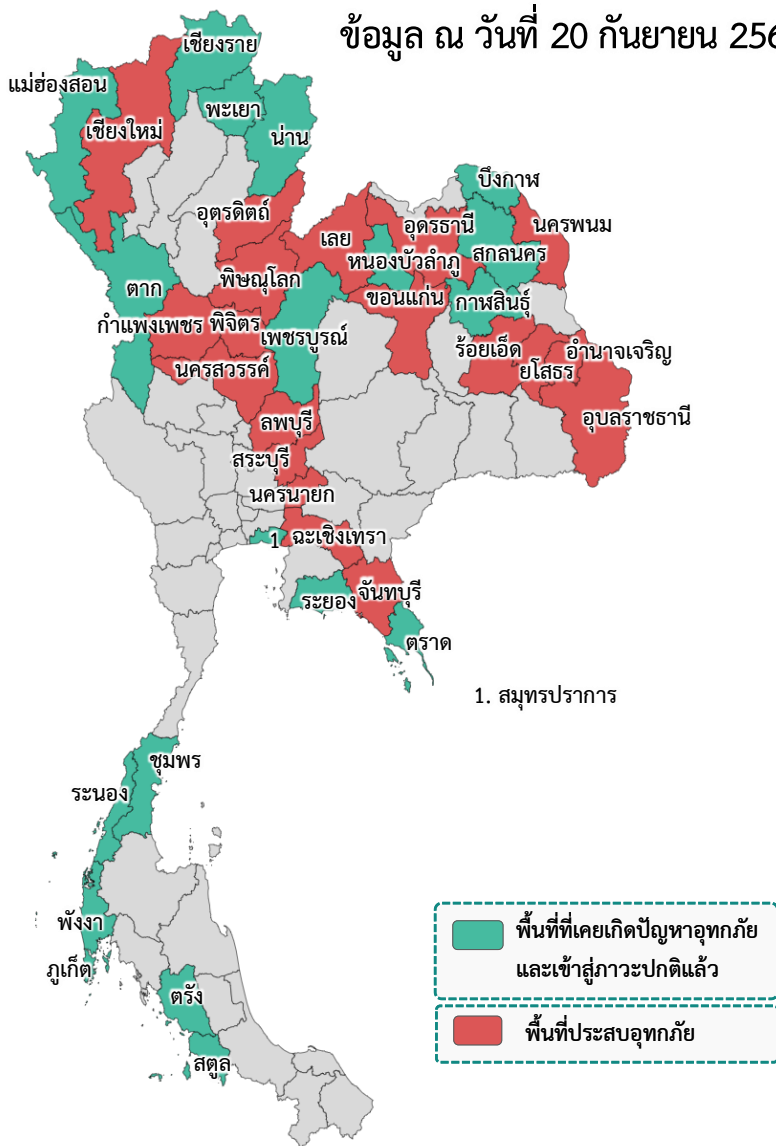 ข้อมูล ณ วันที่ 20 กันยายน 256
เชียงราย
แม่ฮ่องสอน
พะเยา
เชียงใหม่
น่าน
บึงกาฬ
อุตรดิตถ์
อุดรธานี
นครพนม
เลย
สกลนคร
หนองบัวลำภู
พิษณุโลก
ตาก
ขอนแก่น
กาฬสินธุ์
กำแพงเพชร
พิจิตร
เพชรบูรณ์
ร้อยเอ็ด
อำนาจเจริญ
นครสวรรค์
ยโสธร
ลพบุรี
อุบลราชธานี
สระบุรี
นครนายก
1
ฉะเชิงเทรา
ระยอง
จันทบุรี
ตราด
1. สมุทรปราการ
ชุมพร
ระนอง
พังงา
ภูเก็ต
ตรัง
สตูล
พื้นที่ที่เคยเกิดปัญหาอุทกภัย
และเข้าสู่ภาวะปกติแล้ว
พื้นที่ประสบอุทกภัย